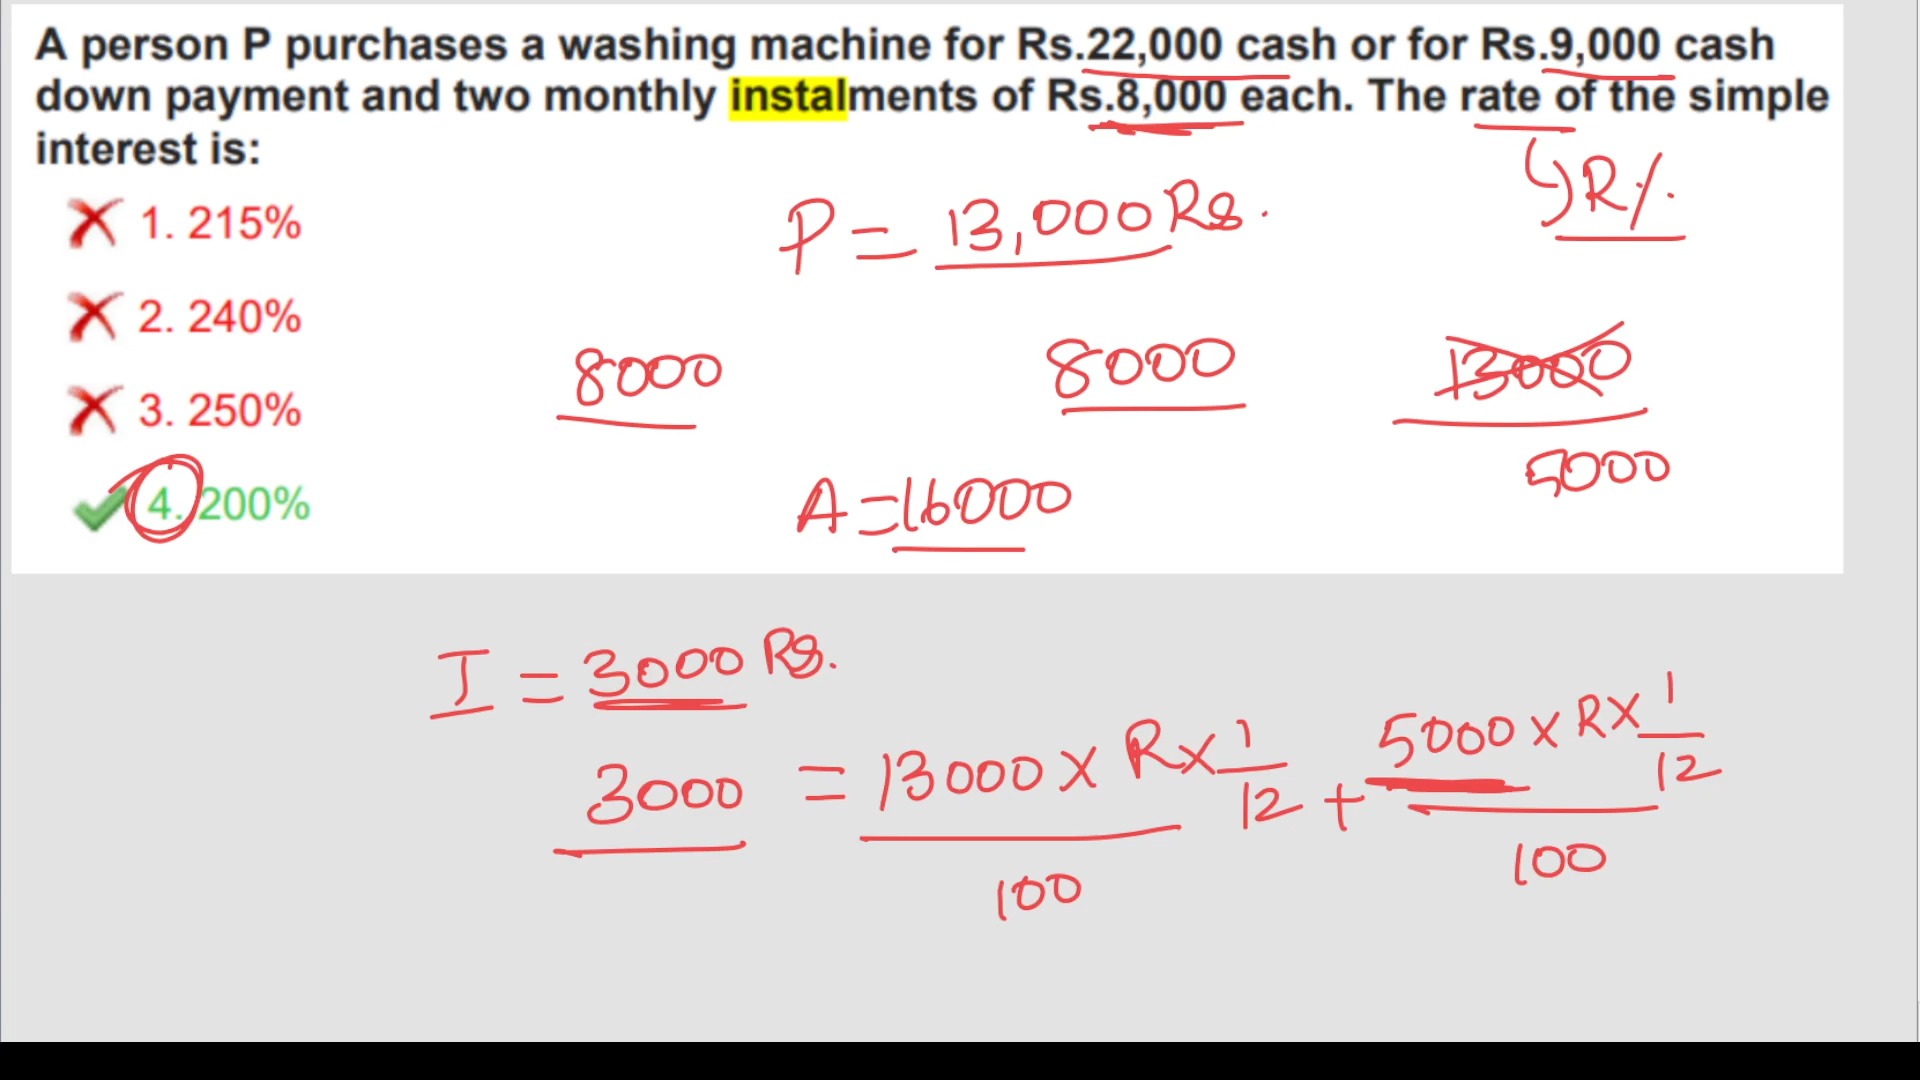 A person P purchases a washing machine for Rs.22,000 cash or for Rs.9,000 cash
down payment and two monthly instalments of Rs.8,000 each. The rate of the simple
interest is:
R%.
1. 215%
P = 13,000 Rs.
2. 240%
8000 8000 13000
3. 250%
5000
4. 200%
A = 16000
I = 3000 Rs.
3000 = 13000 x R x 1/12 / 100 + 5000 x R x 1/12 / 100